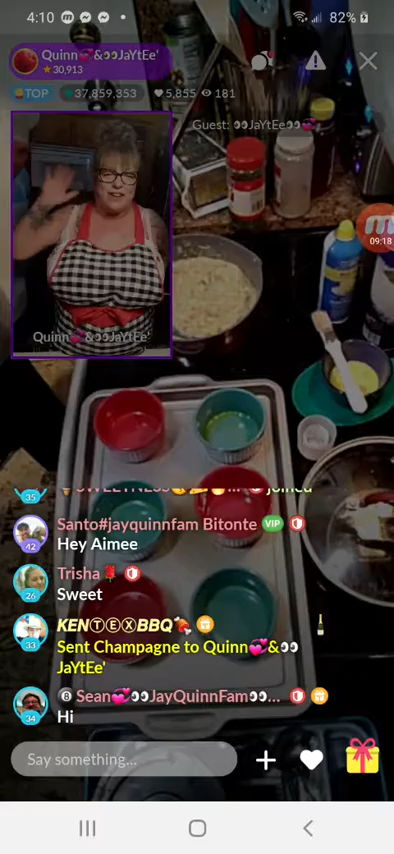 4:10
82%
Quinn💞&👀JaYtEe'
30,913
TOP
37,859,353
5,855
181
Guest: 👀JaYtEe👀💞
09:18
Quinn💞&👀JaYtEe'
35
joined
42
Santo#jayquinnfam Bitonte VIP
Hey Aimee
26
Trisha🌹
Sweet
33
KENⓉⒺⓍBBQ🍖
Sent Champagne to Quinn💞&👀
JaYtEe'
34
8 Sean💞👀JayQuinnFam👀...
Hi
Say something...